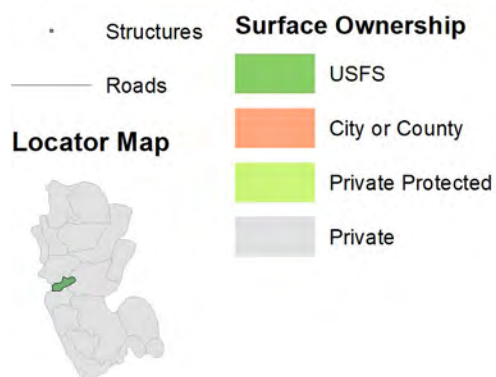 Structures
Roads
Locator Map
Surface Ownership
USFS
City or County
Private Protected
Private